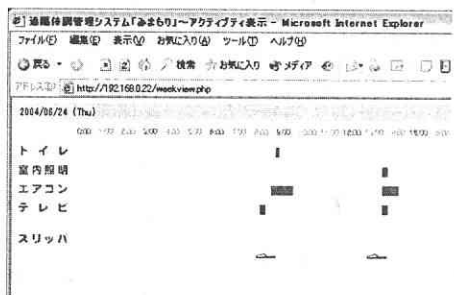 遠隔体調管理システム「みまもり」～アクティブティ表示 - Microsoft Internet Explorer
ファイル(F) 編集(E) 表示(V) お気に入り(A) ツール(T) ヘルプ(H)
戻る 検索 お気に入り メディア
アドレス(D) http://192.168.0.22/weekview.php
2004/06/24 (Thu)
トイレ
室内照明
エアコン
テレビ
スリッパ